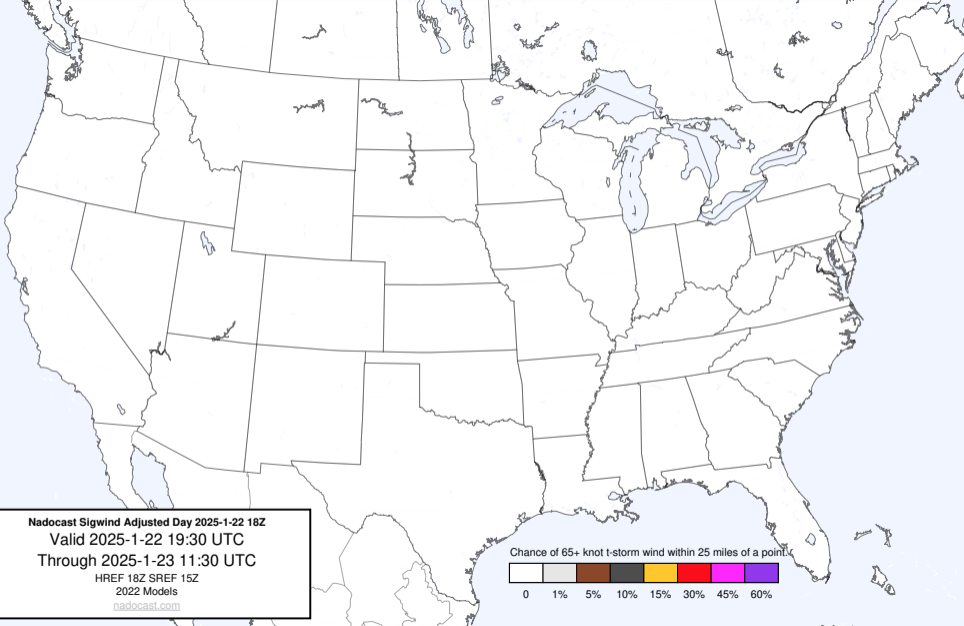 Nadocast Sigwind Adjusted Day 2025-1-22 18Z
Valid 2025-1-22 19:30 UTC
Through 2025-1-23 11:30 UTC
HREF 18Z SREF 15Z
2022 Models
nadocast.com
Chance of 65+ knot t-storm wind within 25 miles of a point.
0 1% 5% 10% 15% 30% 45% 60%